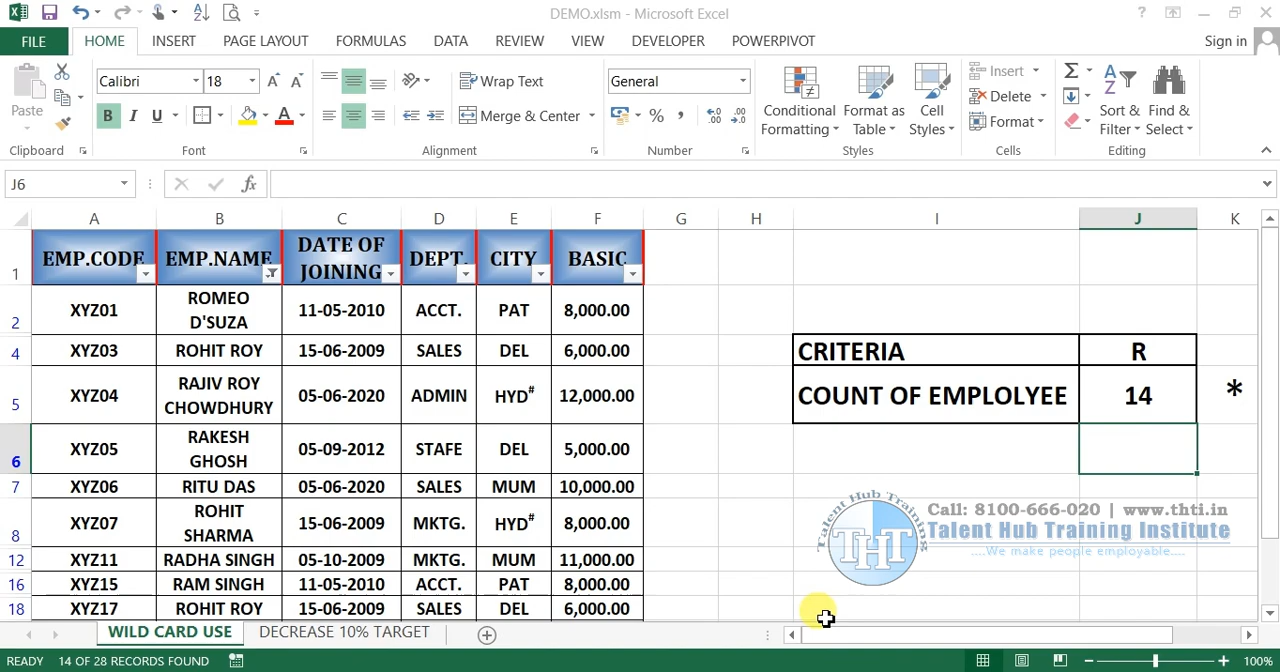 DEMO.xlsm - Microsoft Excel
?
FILE
HOME
INSERT
PAGE LAYOUT
FORMULAS
DATA
REVIEW
VIEW
DEVELOPER
POWERPIVOT
Sign in
Paste
Calibri
18
B I U
Wrap Text
Merge & Center
General
% ,
Conditional Formatting
Format as Table
Cell Styles
Insert
Delete
Format
Sort & Filter
Find & Select
Clipboard
Font
Alignment
Number
Styles
Cells
Editing
J6
fx
A B C D E F G H I J K
1 EMP.CODE EMP.NAME DATE OF JOINING DEPT. CITY BASIC
2 XYZ01 ROMEO D'SUZA 11-05-2010 ACCT. PAT 8,000.00
4 XYZ03 ROHIT ROY 15-06-2009 SALES DEL 6,000.00
5 XYZ04 RAJIV ROY CHOWDHURY 05-06-2020 ADMIN HYD# 12,000.00
6 XYZ05 RAKESH GHOSH 05-09-2012 STAFE DEL 5,000.00
7 XYZ06 RITU DAS 05-06-2020 SALES MUM 10,000.00
8 XYZ07 ROHIT SHARMA 15-06-2009 MKTG. HYD# 8,000.00
12 XYZ11 RADHA SINGH 05-10-2009 MKTG. MUM 11,000.00
16 XYZ15 RAM SINGH 11-05-2010 ACCT. PAT 8,000.00
18 XYZ17 ROHIT ROY 15-06-2009 SALES DEL 6,000.00
CRITERIA R
COUNT OF EMPLOLYEE 14 *
Talent Hub Training Institute
THT
Call: 8100-666-020 | www.thti.in
Talent Hub Training Institute
....We make people employable....
WILD CARD USE
DECREASE 10% TARGET
READY
14 OF 28 RECORDS FOUND
100%